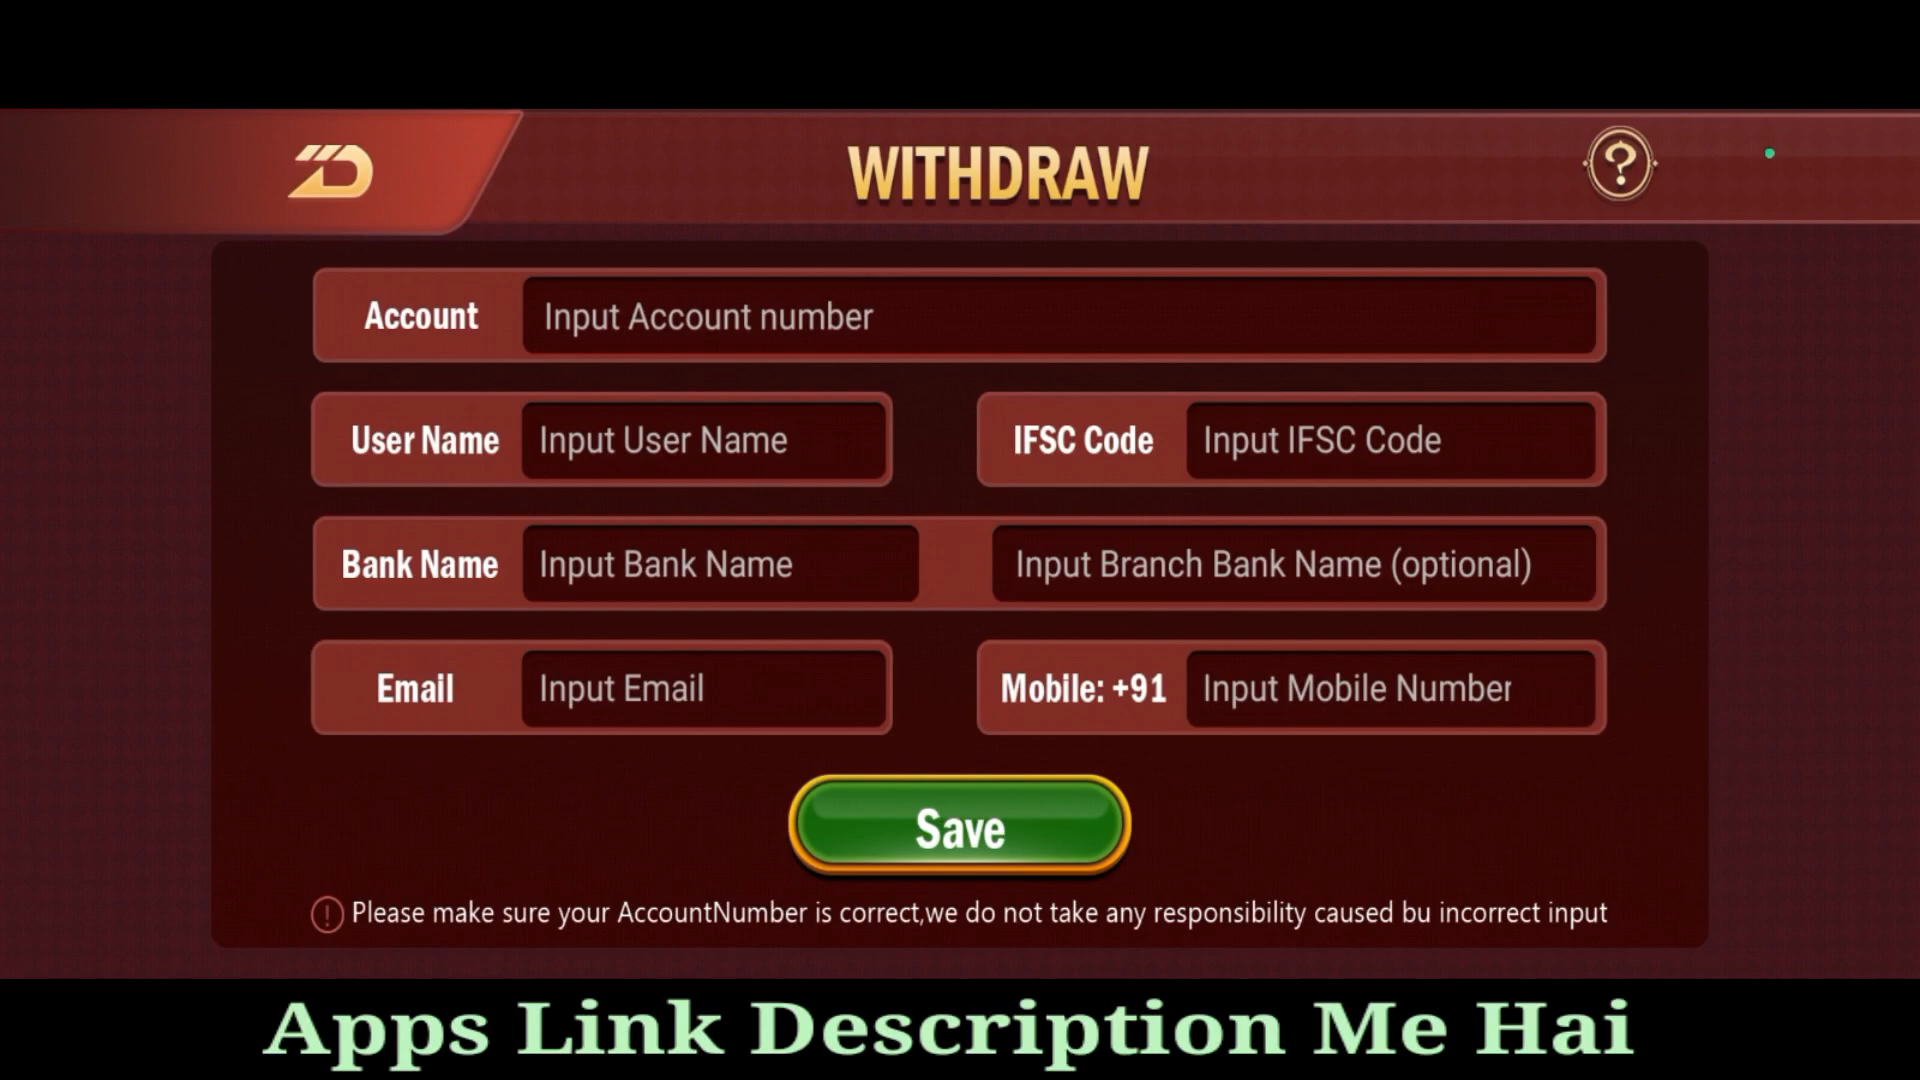 WITHDRAW
Account Input Account number
User Name Input User Name IFSC Code Input IFSC Code
Bank Name Input Bank Name Input Branch Bank Name (optional)
Email Input Email Mobile: +91 Input Mobile Number
Save
Please make sure your AccountNumber is correct,we do not take any responsibility caused bu incorrect input
Apps Link Description Me Hai